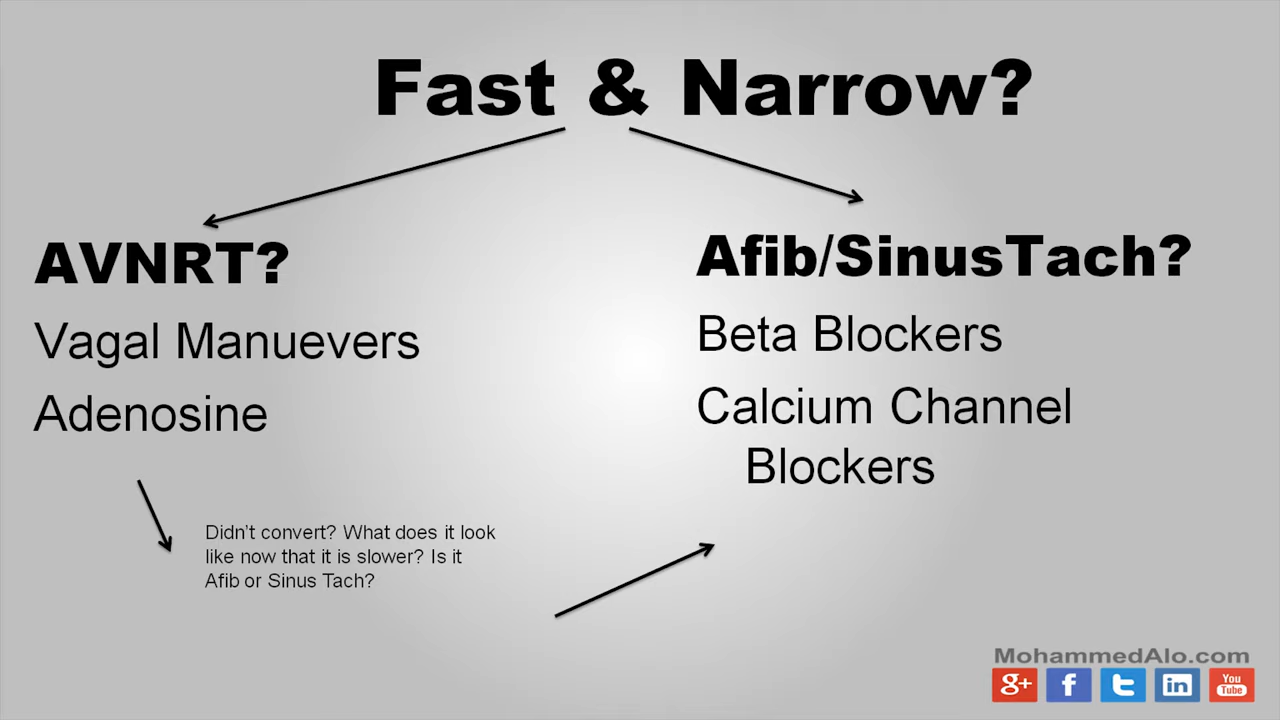 Fast & Narrow?
AVNRT?
Vagal Manuevers
Adenosine
Didn't convert? What does it look
like now that it is slower? Is it
Afib or Sinus Tach?
Afib/SinusTach?
Beta Blockers
Calcium Channel
Blockers
MohammedAlo.com
g+ f t in You Tube